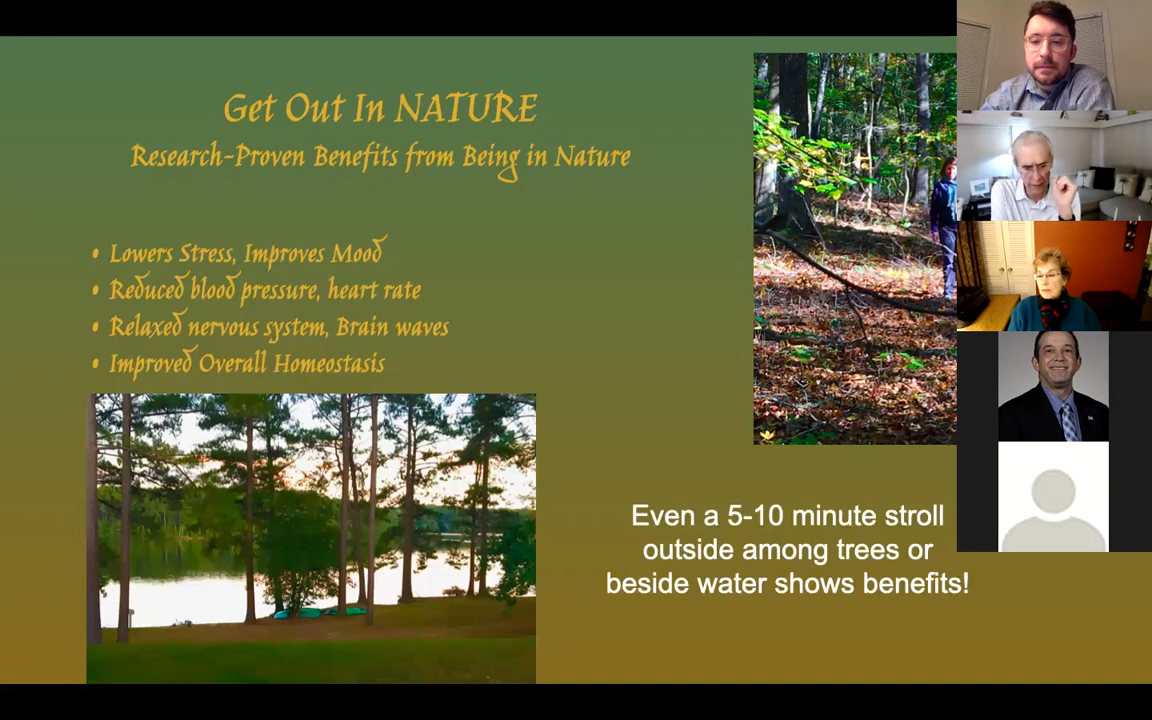 Get Out In NATURE
Research-Proven Benefits from Being in Nature
• Lowers Stress, Improves Mood
• Reduced blood pressure, heart rate
• Relaxed nervous system, Brain waves
• Improved Overall Homeostasis
Even a 5-10 minute stroll
outside among trees or
beside water shows benefits!